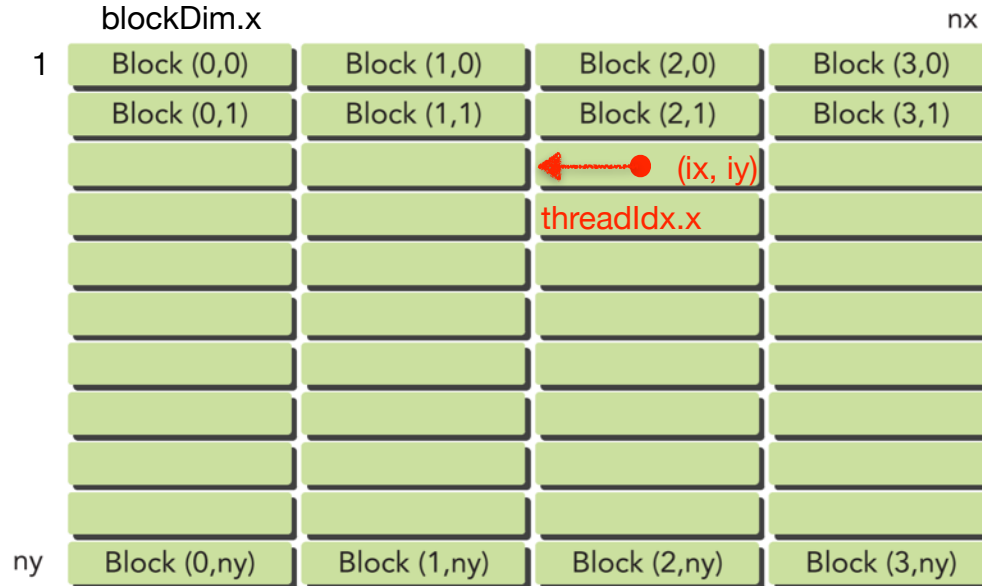 blockDim.x nx
1 Block (0,0) Block (1,0) Block (2,0) Block (3,0)
Block (0,1) Block (1,1) Block (2,1) Block (3,1)
(ix, iy)
threadIdx.x
ny Block (0,ny) Block (1,ny) Block (2,ny) Block (3,ny)